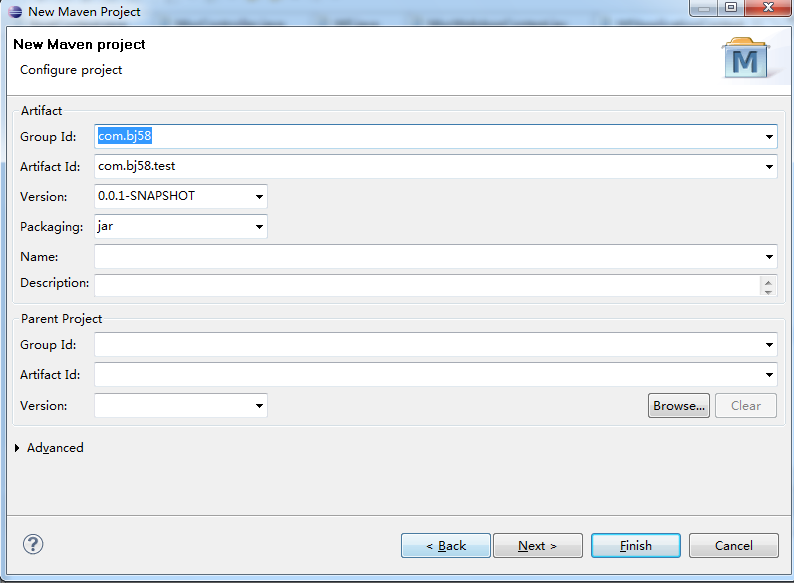 New Maven Project
New Maven project
Configure project
M
Artifact
Group Id: com.bj58
Artifact Id: com.bj58.test
Version: 0.0.1-SNAPSHOT
Packaging: jar
Name:
Description:
Parent Project
Group Id:
Artifact Id:
Version:
Browse... Clear
Advanced
? < Back Next > Finish Cancel